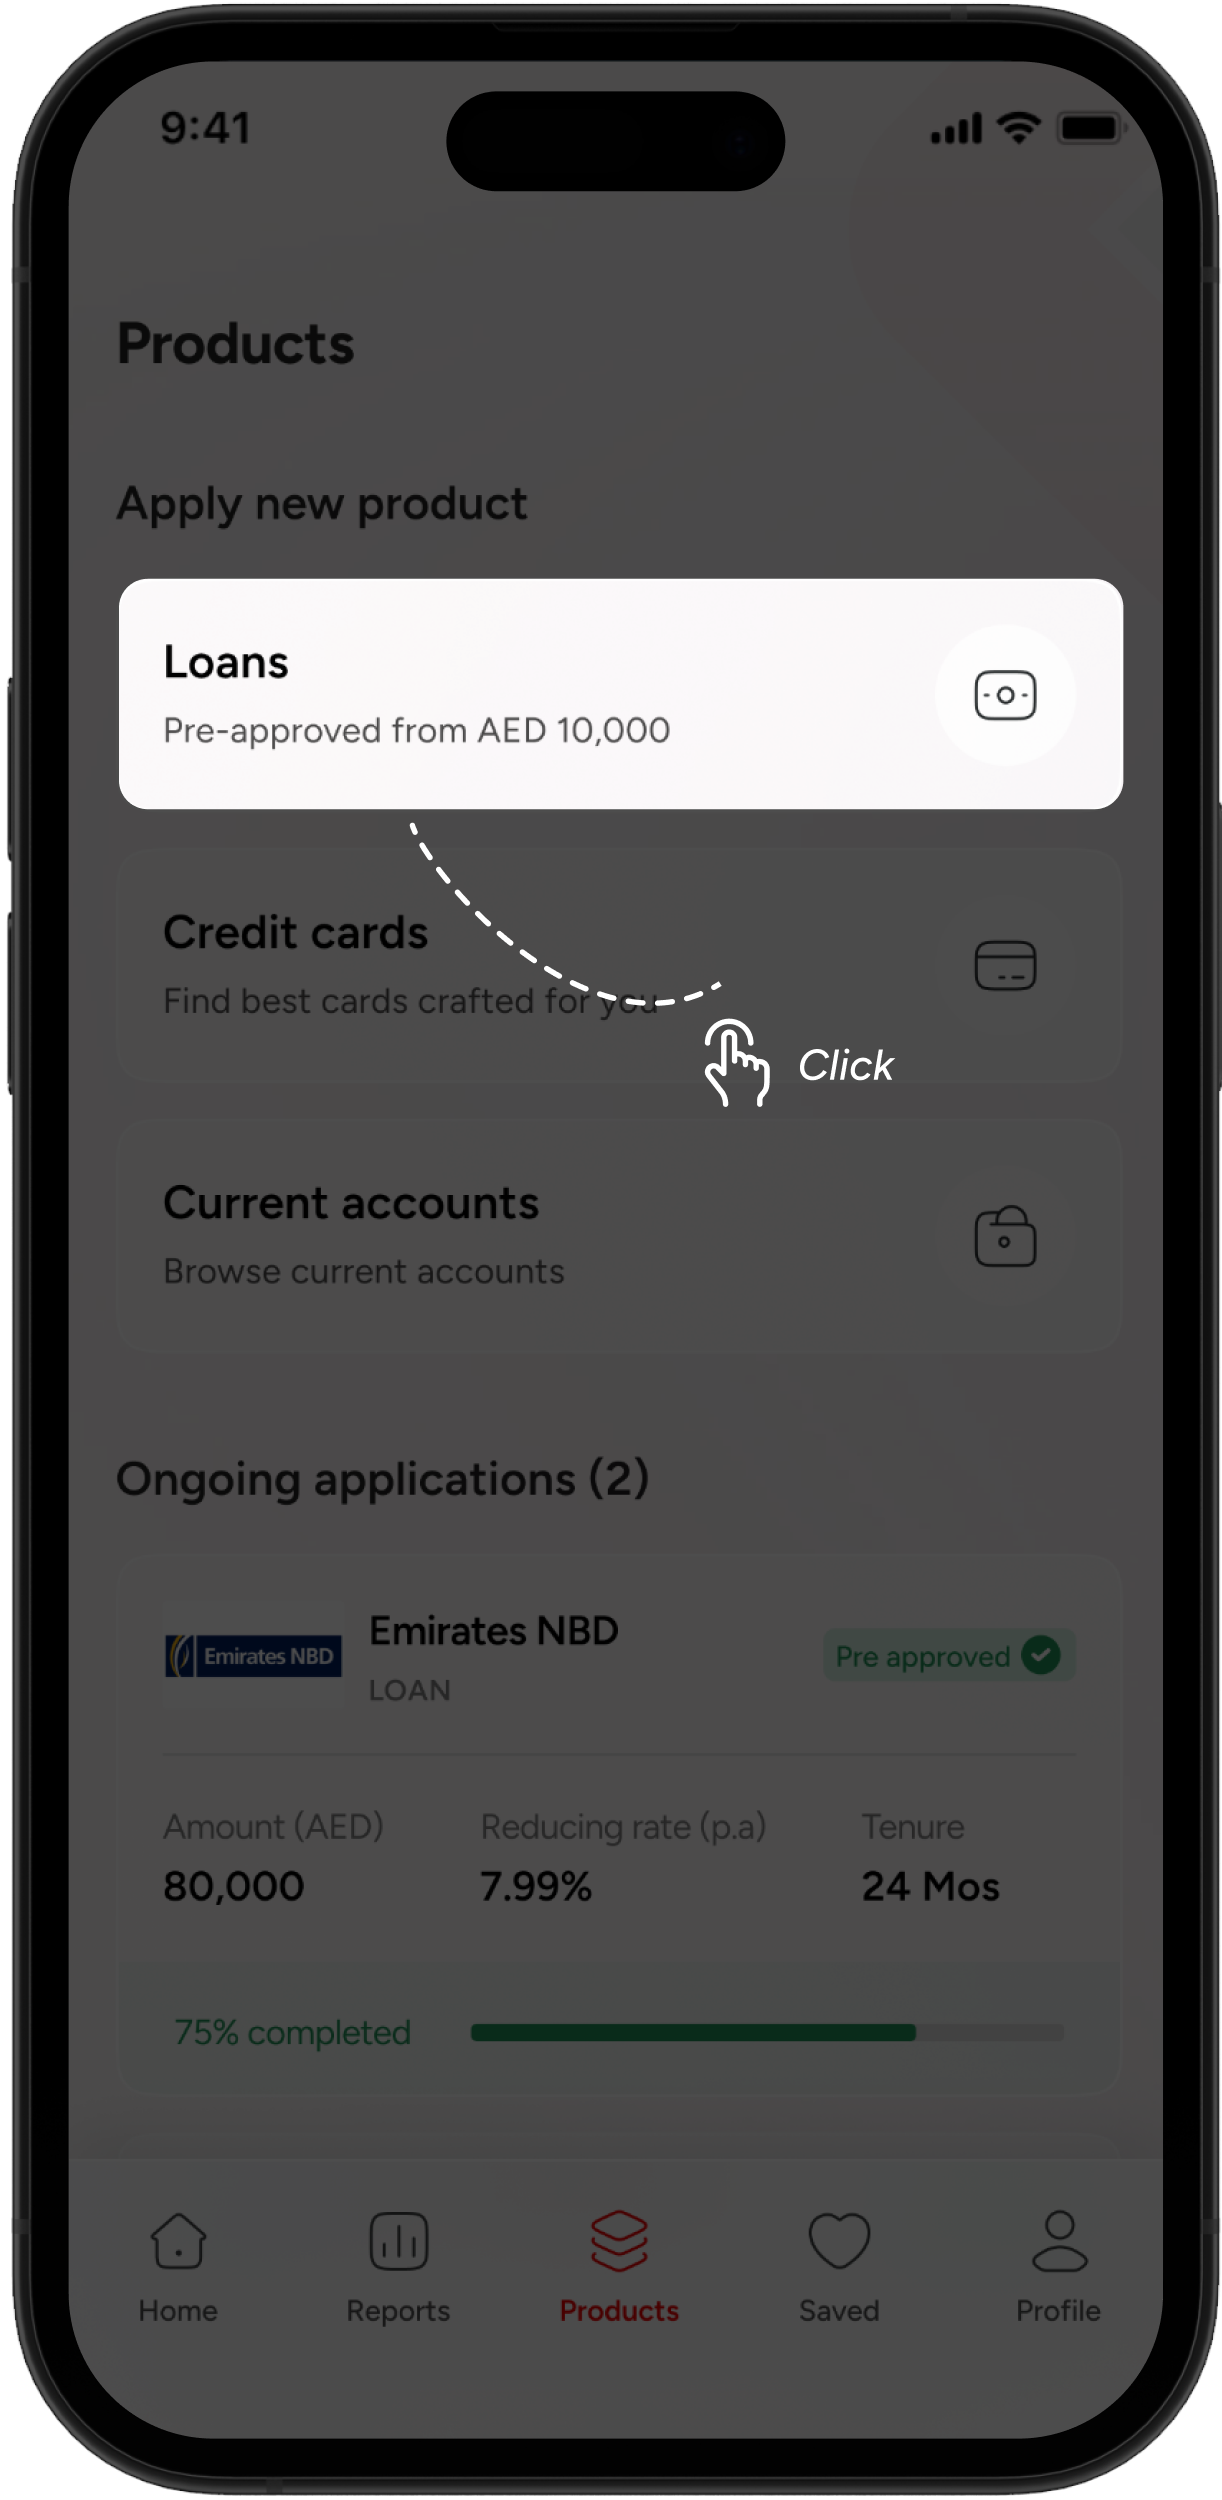 9:41
Products
Apply new product
Loans
Pre-approved from AED 10,000
Credit cards
Find best cards crafted for you
Click
Current accounts
Browse current accounts
Ongoing applications (2)
Emirates NBD
Emirates NBD
LOAN
Pre approved
Amount (AED) Reducing rate (p.a) Tenure
80,000 7.99% 24 Mos
75% completed
Home Reports Products Saved Profile